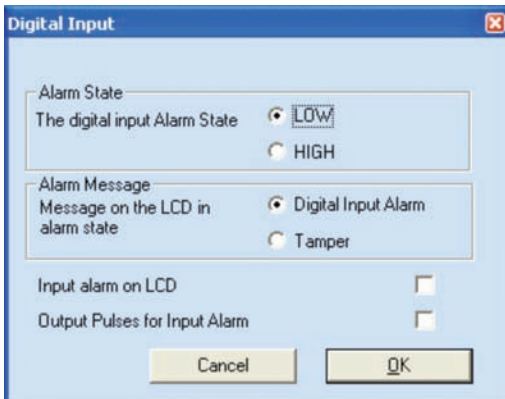 Digital Input
Alarm State
The digital input Alarm State
LOW
HIGH
Alarm Message
Message on the LCD in
alarm state
Digital Input Alarm
Tamper
Input alarm on LCD
Output Pulses for Input Alarm
Cancel
OK